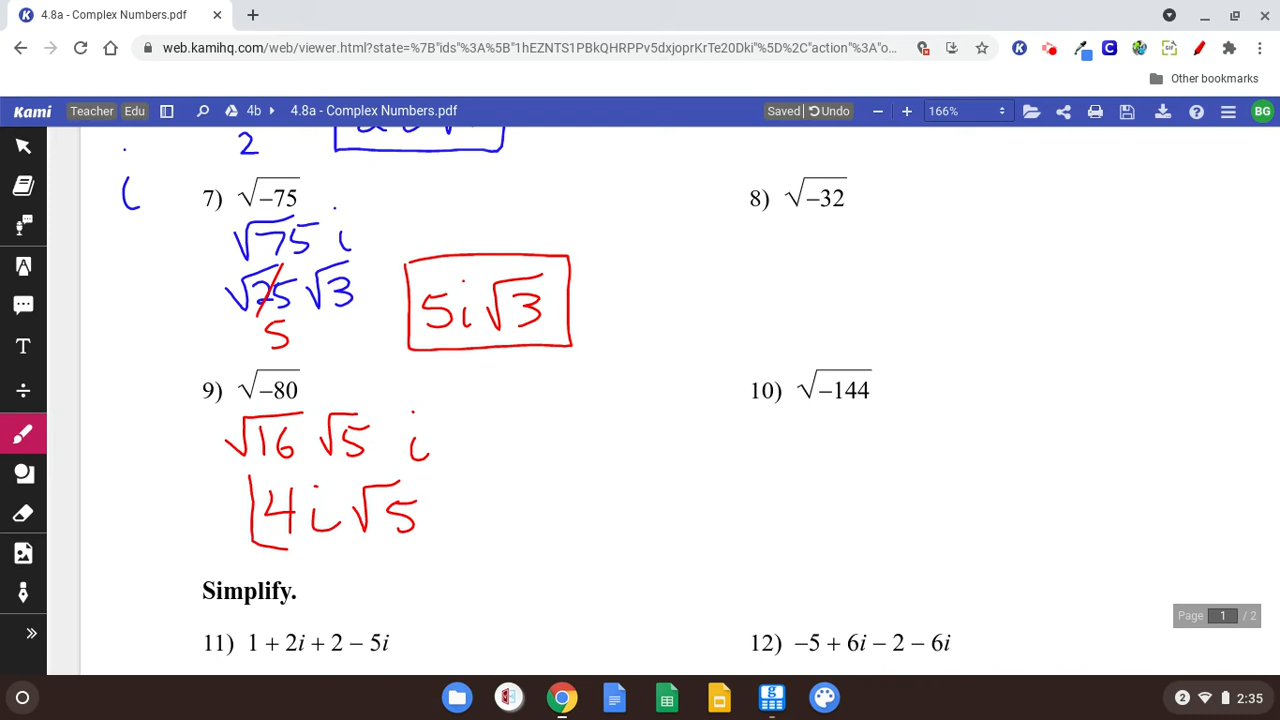 4.8a - Complex Numbers.pdf
web.kamihq.com/web/viewer.html?state=%7B"ids"%3A%5B"1hEZNTS1PBkQHRPPv5dxjoprKrTe20Dki"%5D%2C"action"%3A"o...
Other bookmarks
Kami Teacher Edu 4b 4.8a - Complex Numbers.pdf Saved Undo 166% BG
2
i
7) √−75
8) √−32
√75 i
√25 √3
5
5i√3
9) √−80
10) √−144
√16 √5 i
4i√5
Simplify.
Page 1 / 2
11) 1 + 2i + 2 − 5i
12) −5 + 6i − 2 − 6i
2 2:35